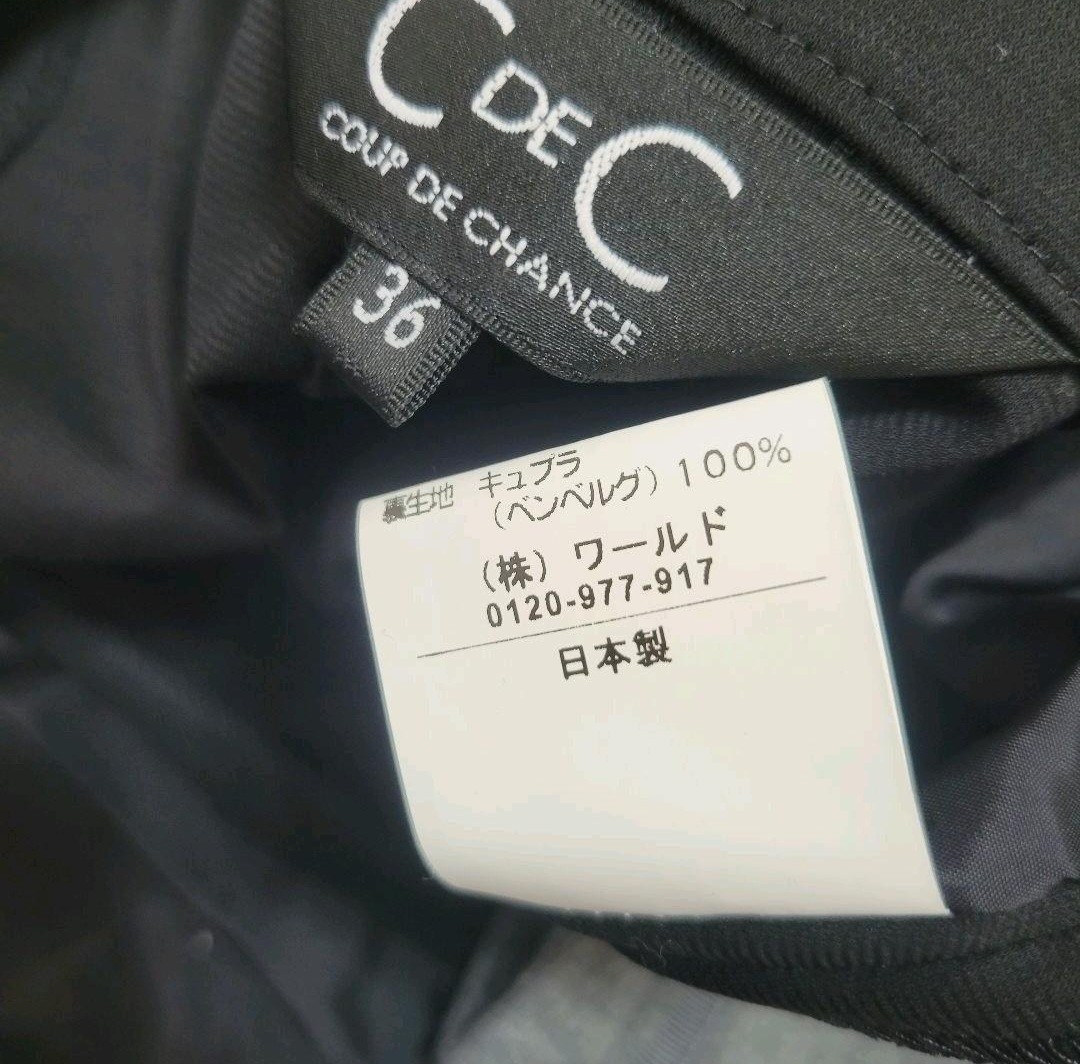 C DE C
COUP DE CHANCE
36
裏生地 キュプラ
(ベンベルグ) 100%
(株) ワールド
0120-977-917
日本製